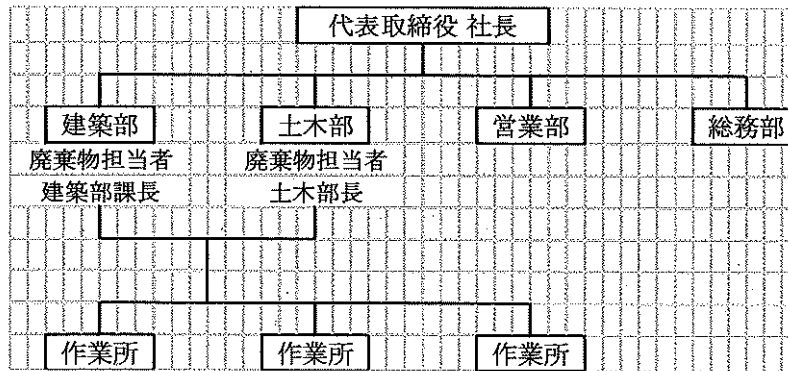 代表取締役 社長
建築部 土木部 営業部 総務部
廃棄物担当者 廃棄物担当者
建築部課長 土木部長
作業所 作業所 作業所